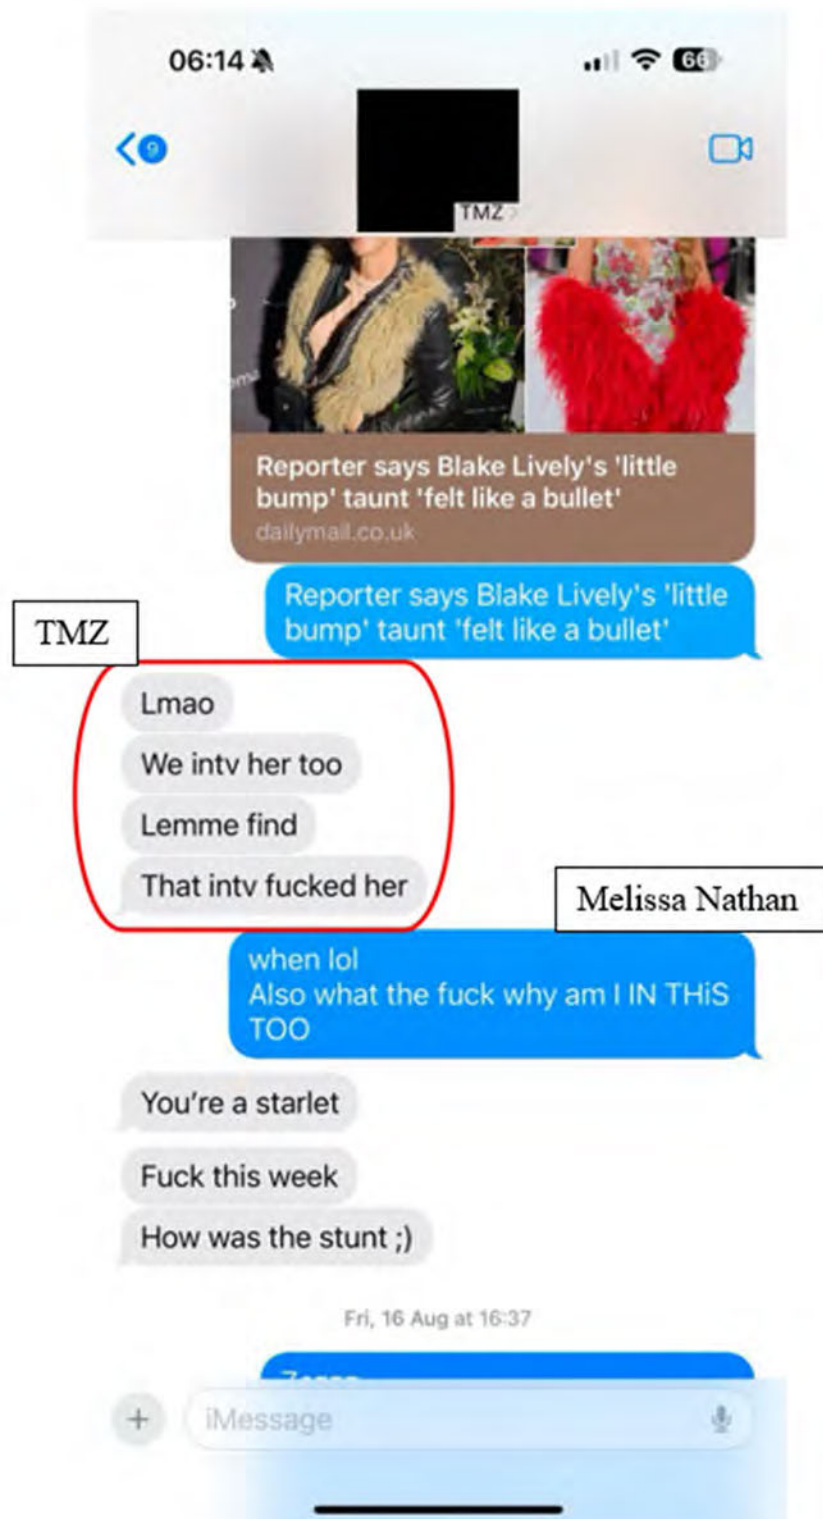 06:14
66
9
TMZ
Reporter says Blake Lively's 'little
bump' taunt 'felt like a bullet'
dailymail.co.uk
Reporter says Blake Lively's 'little
bump' taunt 'felt like a bullet'
TMZ
Lmao
We intv her too
Lemme find
That intv fucked her
Melissa Nathan
when lol
Also what the fuck why am I IN THiS
TOO
You're a starlet
Fuck this week
How was the stunt ;)
Fri, 16 Aug at 16:37
iMessage